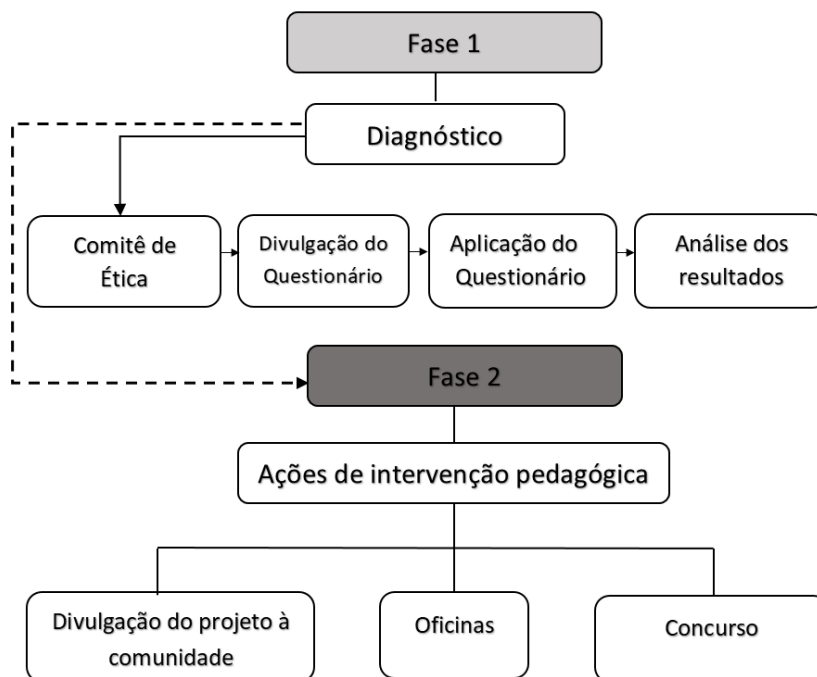 Fase 1
Diagnóstico
Comitê de
Ética
Divulgação do
Questionário
Aplicação do
Questionário
Análise dos
resultados
Fase 2
Ações de intervenção pedagógica
Divulgação do projeto à
comunidade
Oficinas
Concurso